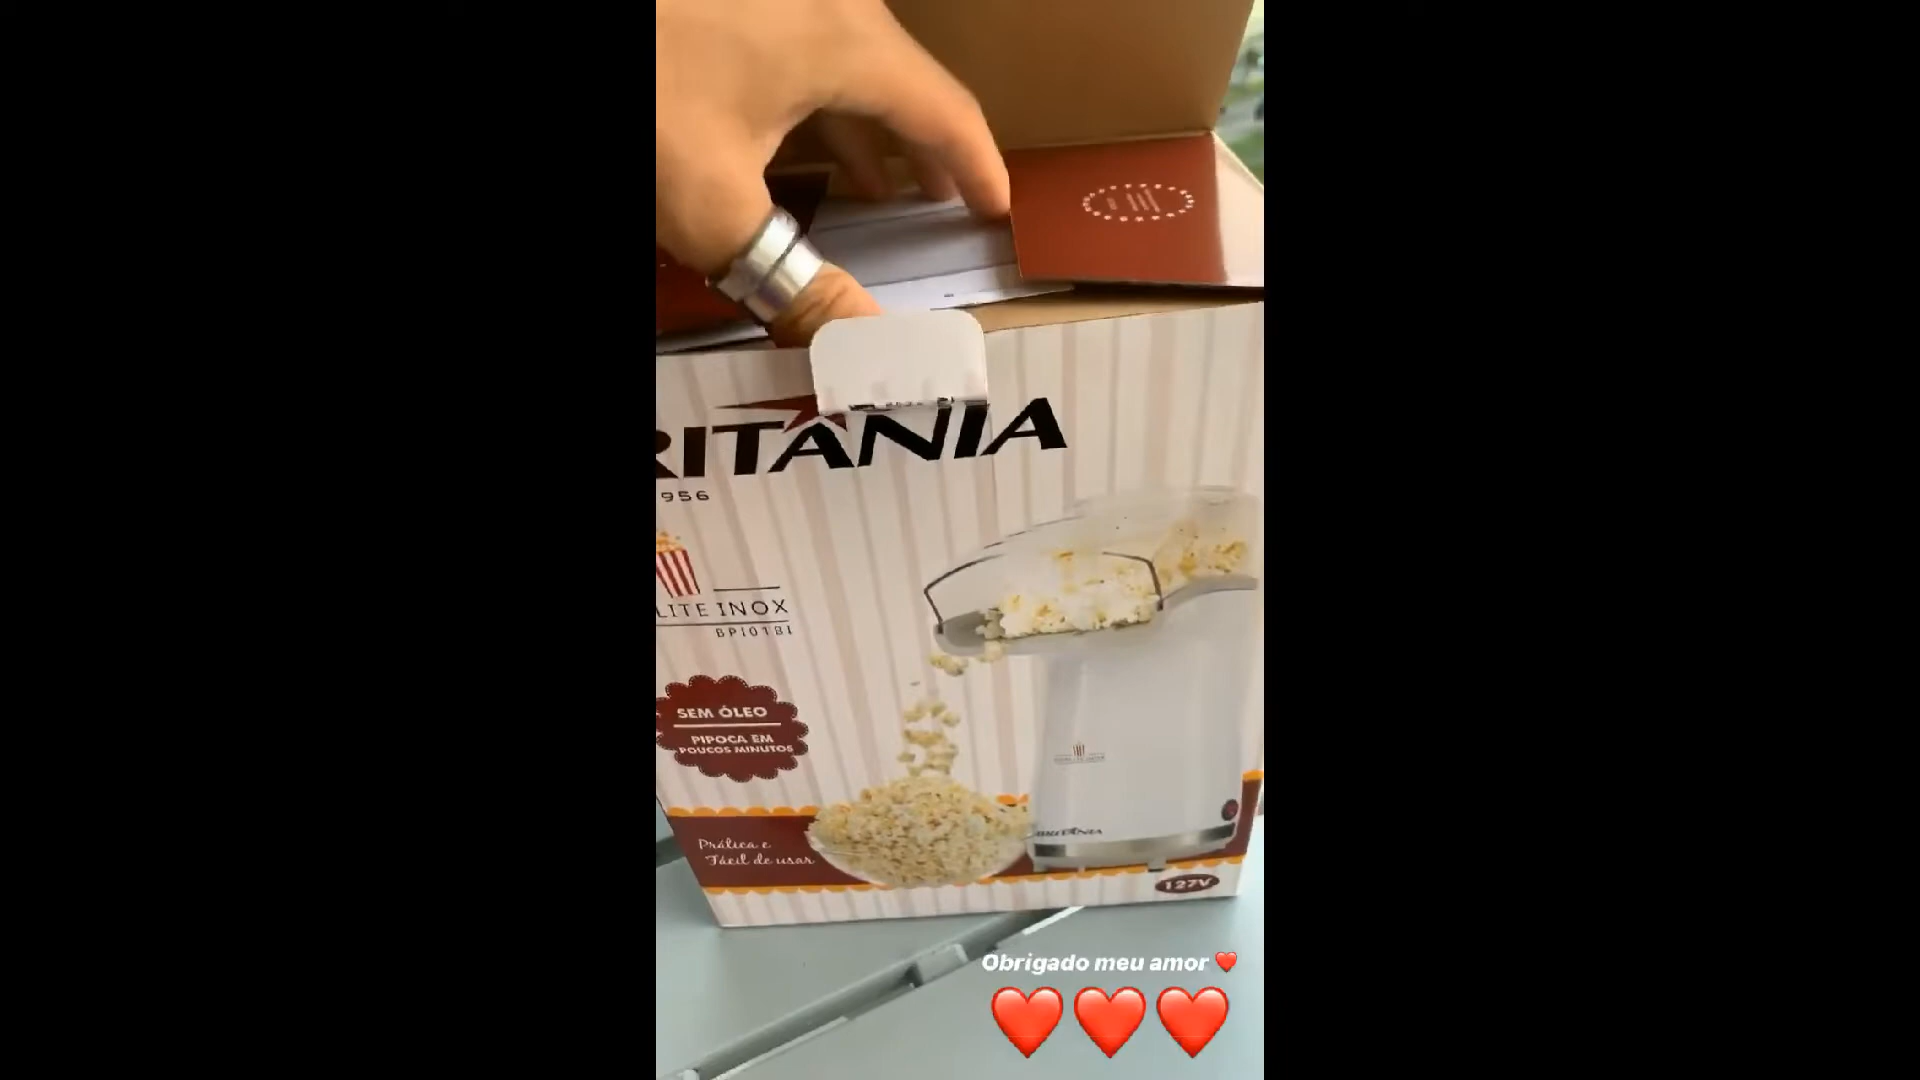 RITÂNIA
956
LITE INOX
BPI01BI
SEM ÓLEO
PIPOCA EM
POUCOS MINUTOS
Prática e
Fácil de usar
BRITÂNIA
127V
Obrigado meu amor ❤️
❤️❤️❤️